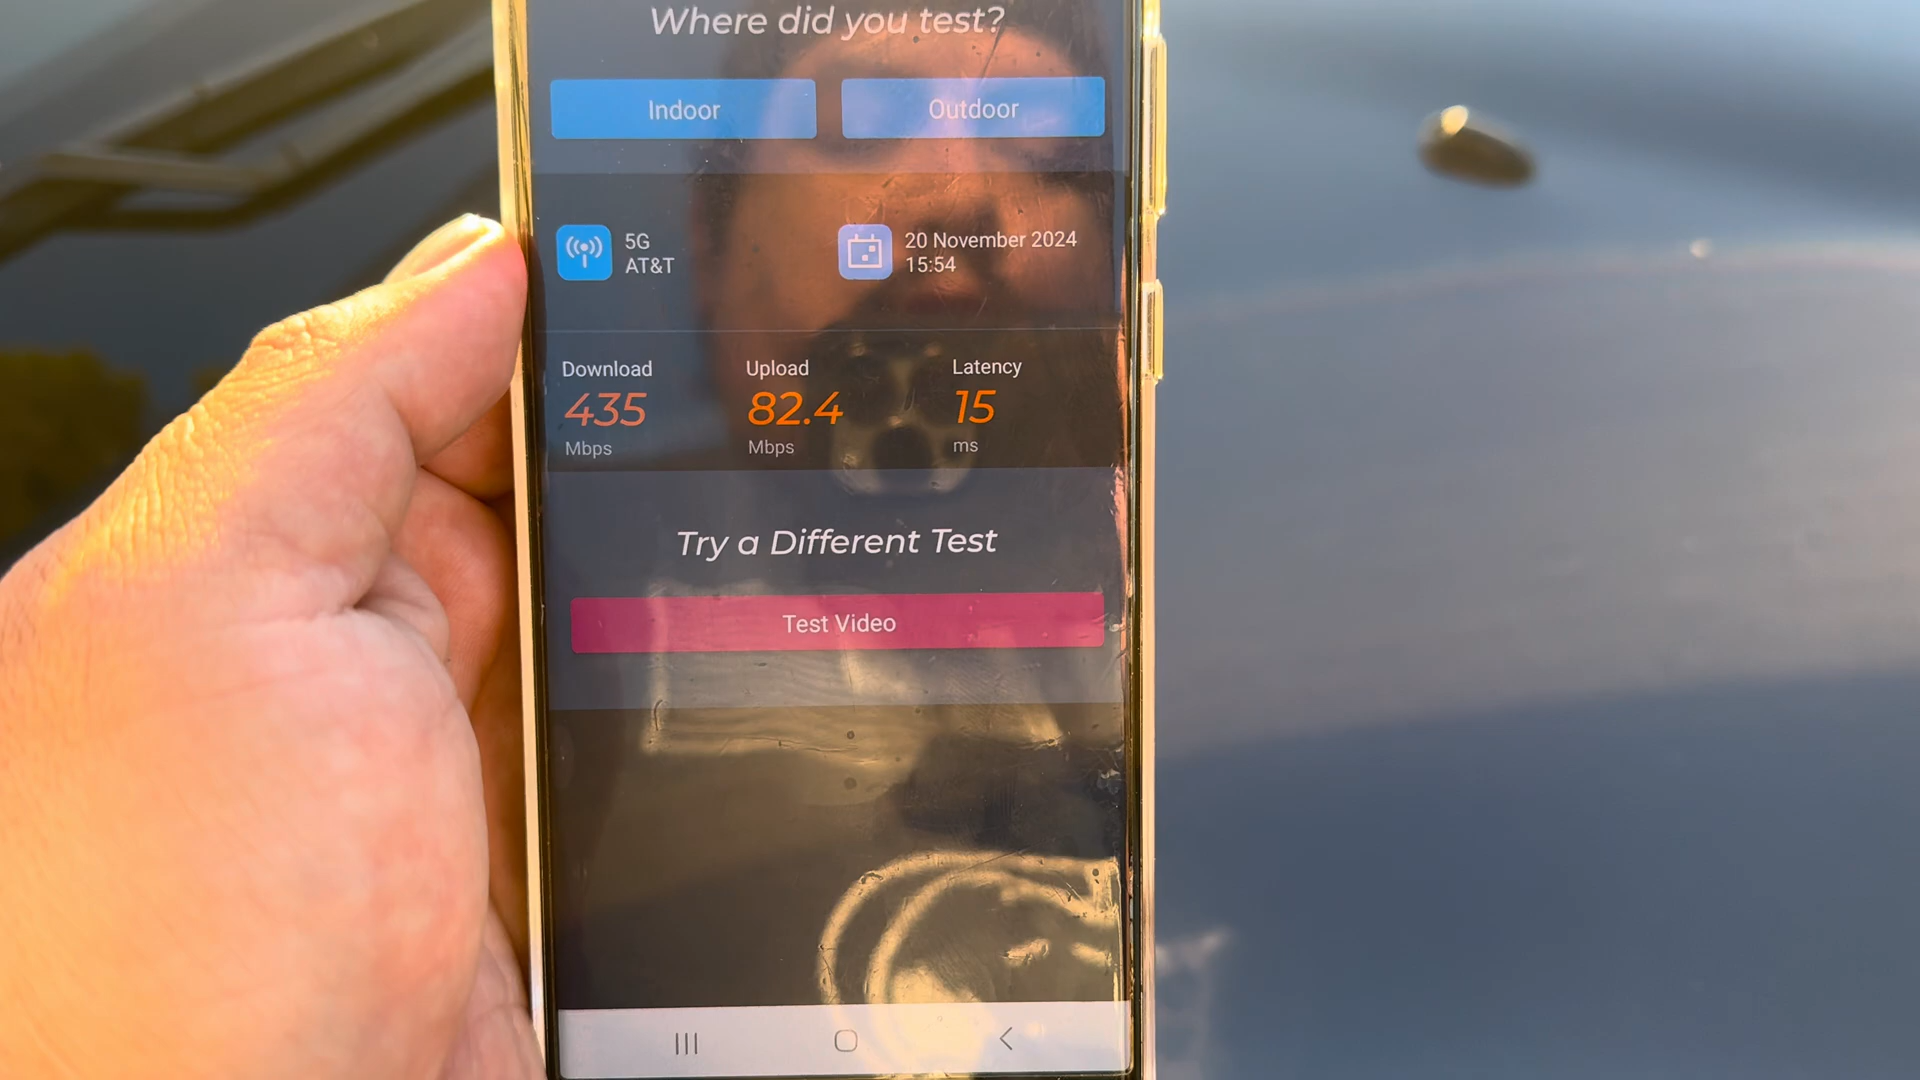 Where did you test?
Indoor
Outdoor
5G
AT&T
20 November 2024
15:54
Download
435
Mbps
Upload
82.4
Mbps
Latency
15
ms
Try a Different Test
Test Video